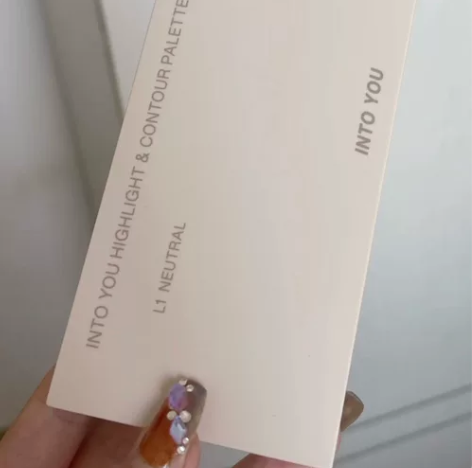 INTO YOU HIGHLIGHT & CONTOUR PALETTE
L1 NEUTRAL
INTO YOU